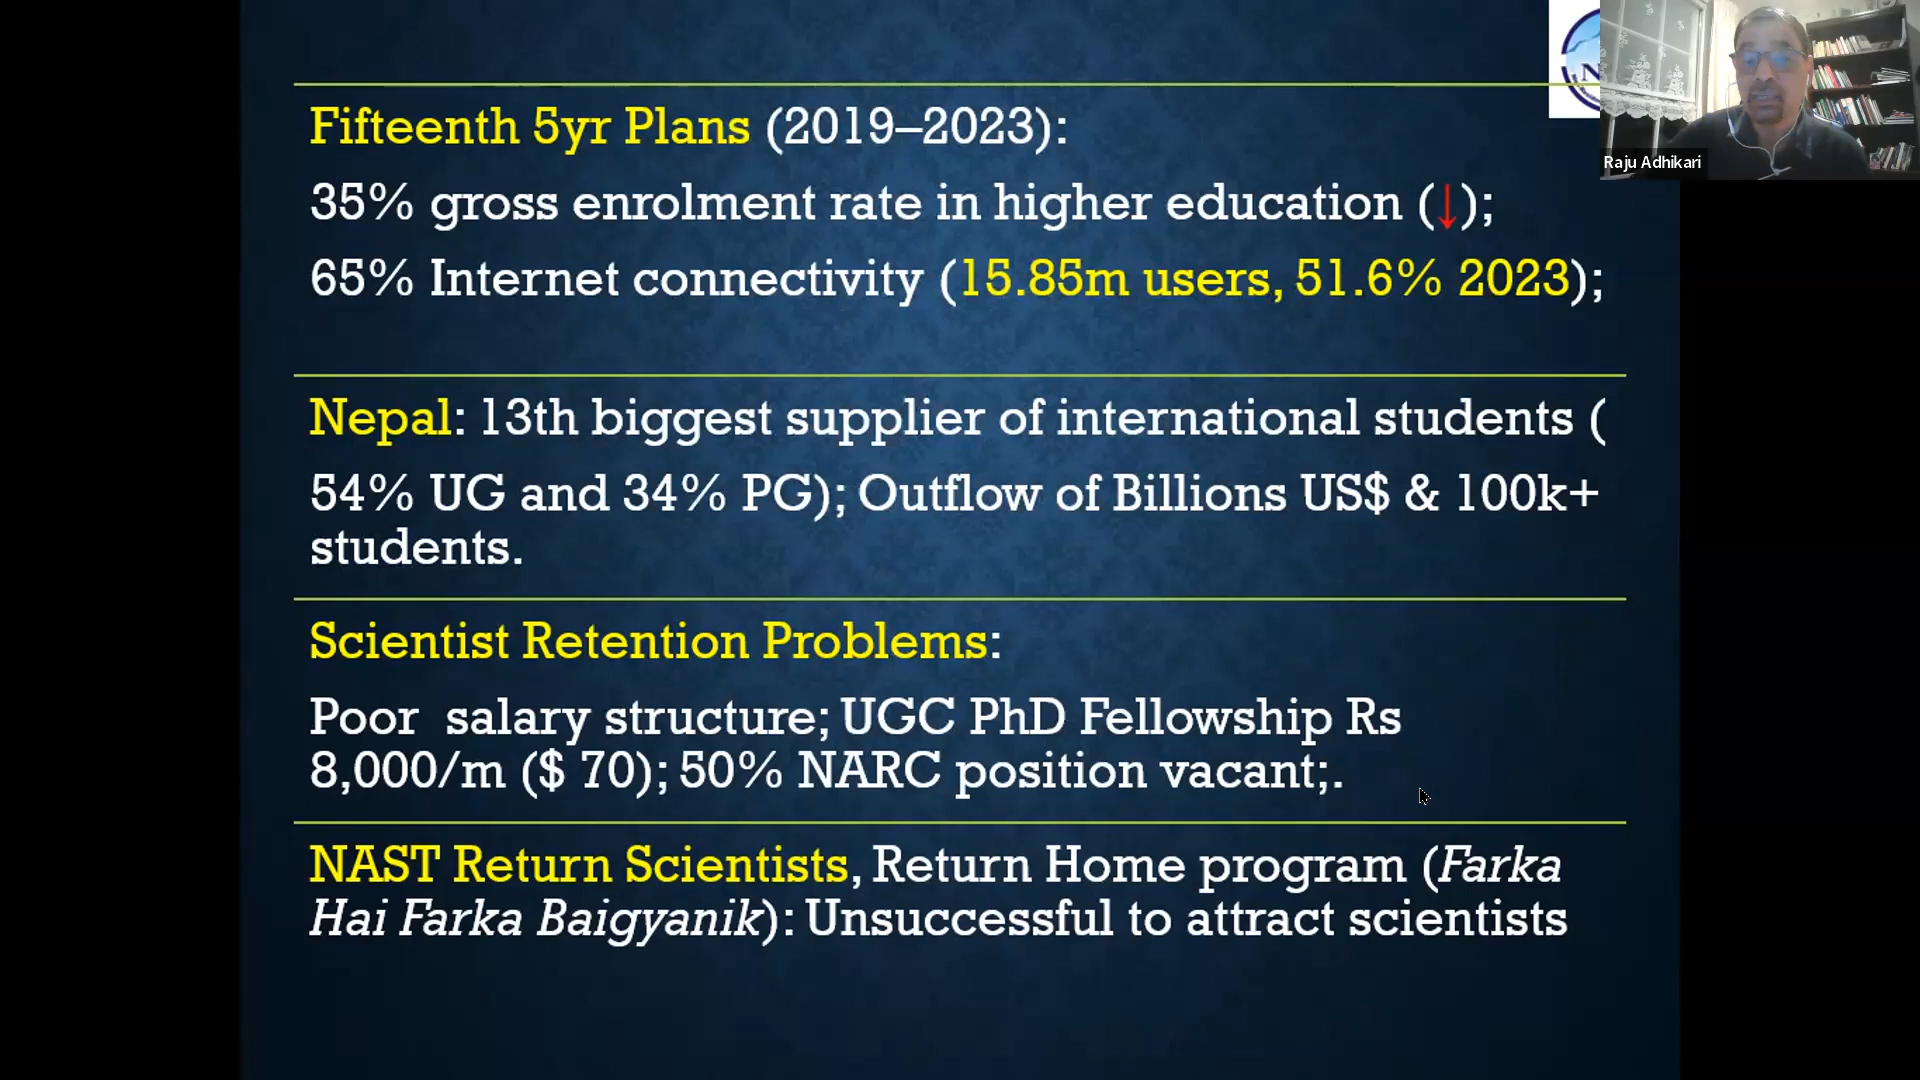 Fifteenth 5yr Plans (2019–2023):
35% gross enrolment rate in higher education (↓);
65% Internet connectivity (15.85m users, 51.6% 2023);
Nepal: 13th biggest supplier of international students (
54% UG and 34% PG); Outflow of Billions US$ & 100k+
students.
Scientist Retention Problems:
Poor salary structure; UGC PhD Fellowship Rs
8,000/m ($ 70); 50% NARC position vacant;.
NAST Return Scientists, Return Home program (Farka
Hai Farka Baigyanik): Unsuccessful to attract scientists
Raju Adhikari